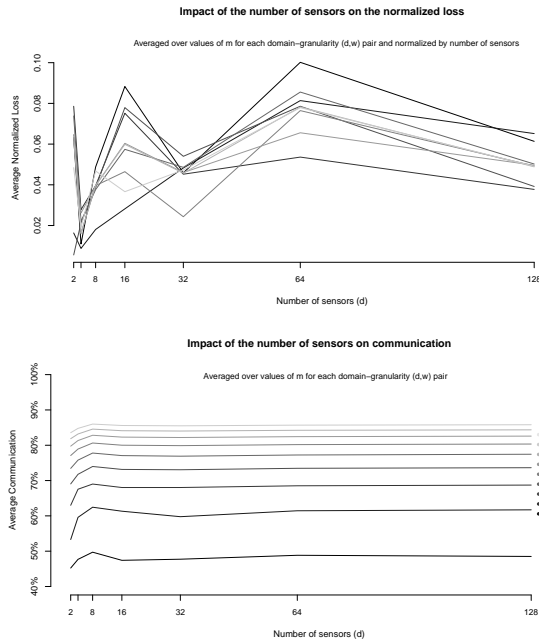 Impact of the number of sensors on the normalized loss
Averaged over values of m for each domain–granularity (d,w) pair and normalized by number of sensors
Average Normalized Loss
0.10
0.08
0.06
0.04
0.02
2 8 16 32 64 128
Number of sensors (d)
Impact of the number of sensors on communication
Averaged over values of m for each domain–granularity (d,w) pair
Average Communication
100%
90%
80%
70%
60%
50%
40%
2 8 16 32 64 128
Number of sensors (d)